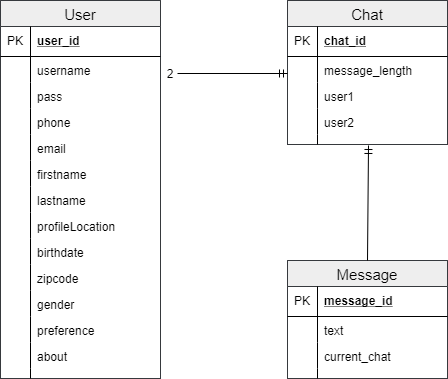 User
PK user_id
username
pass
phone
email
firstname
lastname
profileLocation
birthdate
zipcode
gender
preference
about
2
Chat
PK chat_id
message_length
user1
user2
Message
PK message_id
text
current_chat